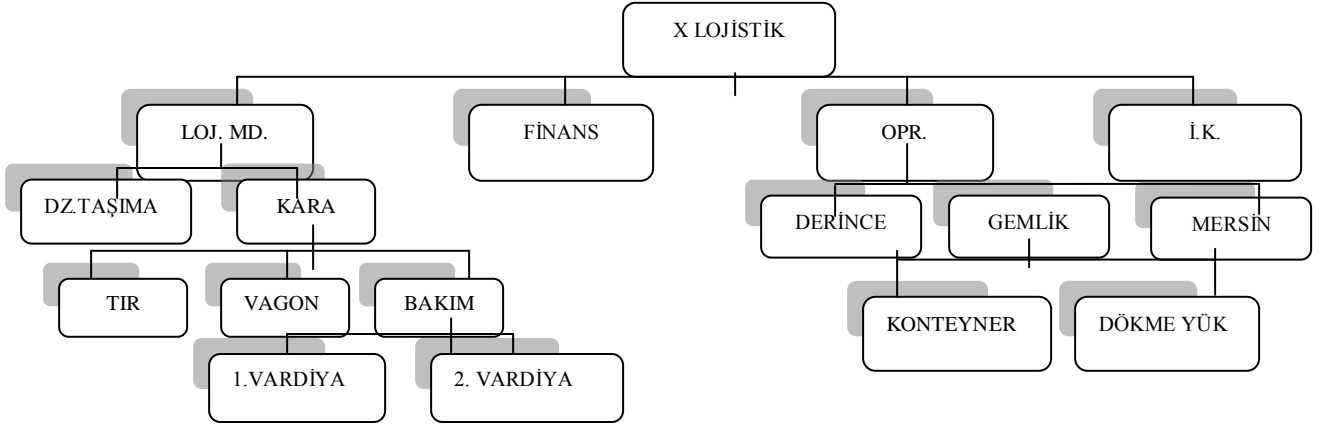 X LOJİSTİK
LOJ. MD.
FİNANS
OPR.
İ.K.
DZ.TAŞIMA
KARA
DERİNCE
GEMLİK
MERSİN
TIR
VAGON
BAKIM
KONTEYNER
DÖKME YÜK
1.VARDİYA
2. VARDİYA